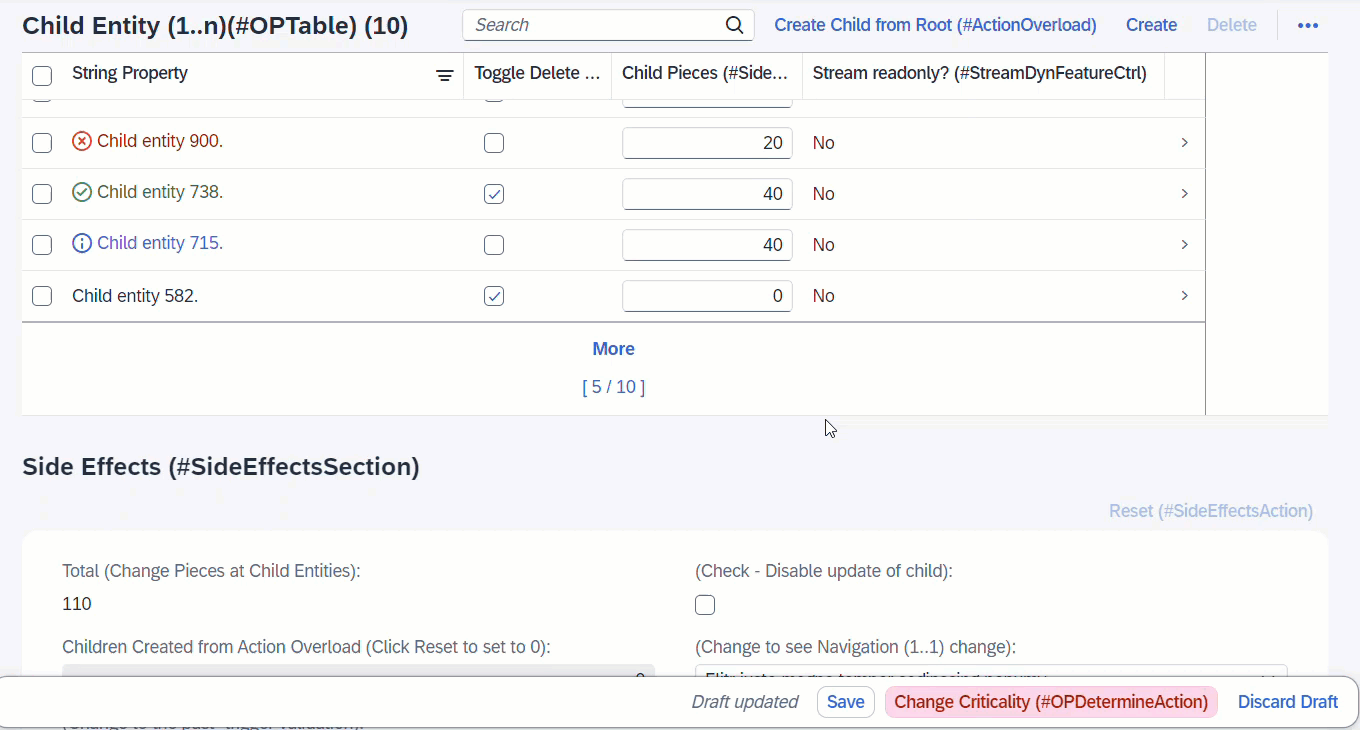 Child Entity (1..n)(#OPTable) (10)
Search
Create Child from Root (#ActionOverload)
Create
Delete
String Property
Toggle Delete ...
Child Pieces (#Side...
Stream readonly? (#StreamDynFeatureCtrl)
Child entity 900.
20
No
Child entity 738.
40
No
Child entity 715.
40
No
Child entity 582.
0
No
More
[ 5 / 10 ]
Side Effects (#SideEffectsSection)
Reset (#SideEffectsAction)
Total (Change Pieces at Child Entities):
(Check - Disable update of child):
110
Children Created from Action Overload (Click Reset to set to 0):
(Change to see Navigation (1..1) change):
Draft updated
Save
Change Criticality (#OPDetermineAction)
Discard Draft